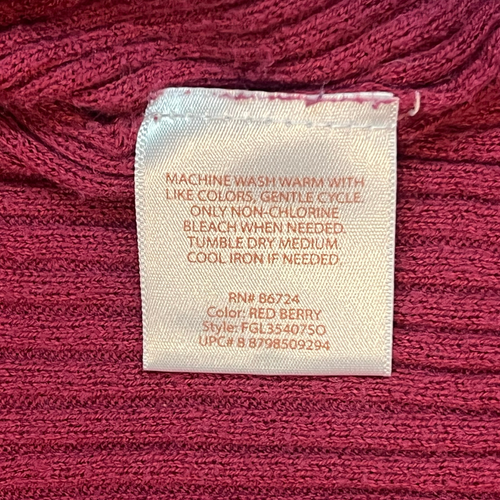 MACHINE WASH WARM WITH
LIKE COLORS, GENTLE CYCLE.
ONLY NON-CHLORINE
BLEACH WHEN NEEDED.
TUMBLE DRY MEDIUM.
COOL IRON IF NEEDED.
RN# 86724
Color: RED BERRY
Style: FGL35407SO
UPC# 8 8798509294